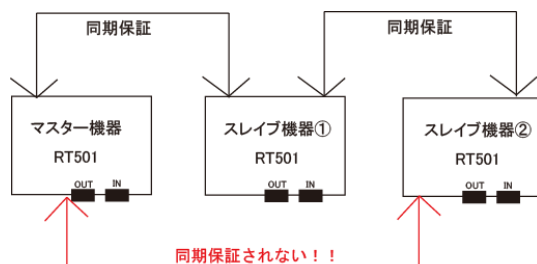 同期保証
同期保証
マスター機器
RT501
OUT IN
スレイブ機器①
RT501
OUT IN
スレイブ機器②
RT501
OUT IN
同期保証されない！！